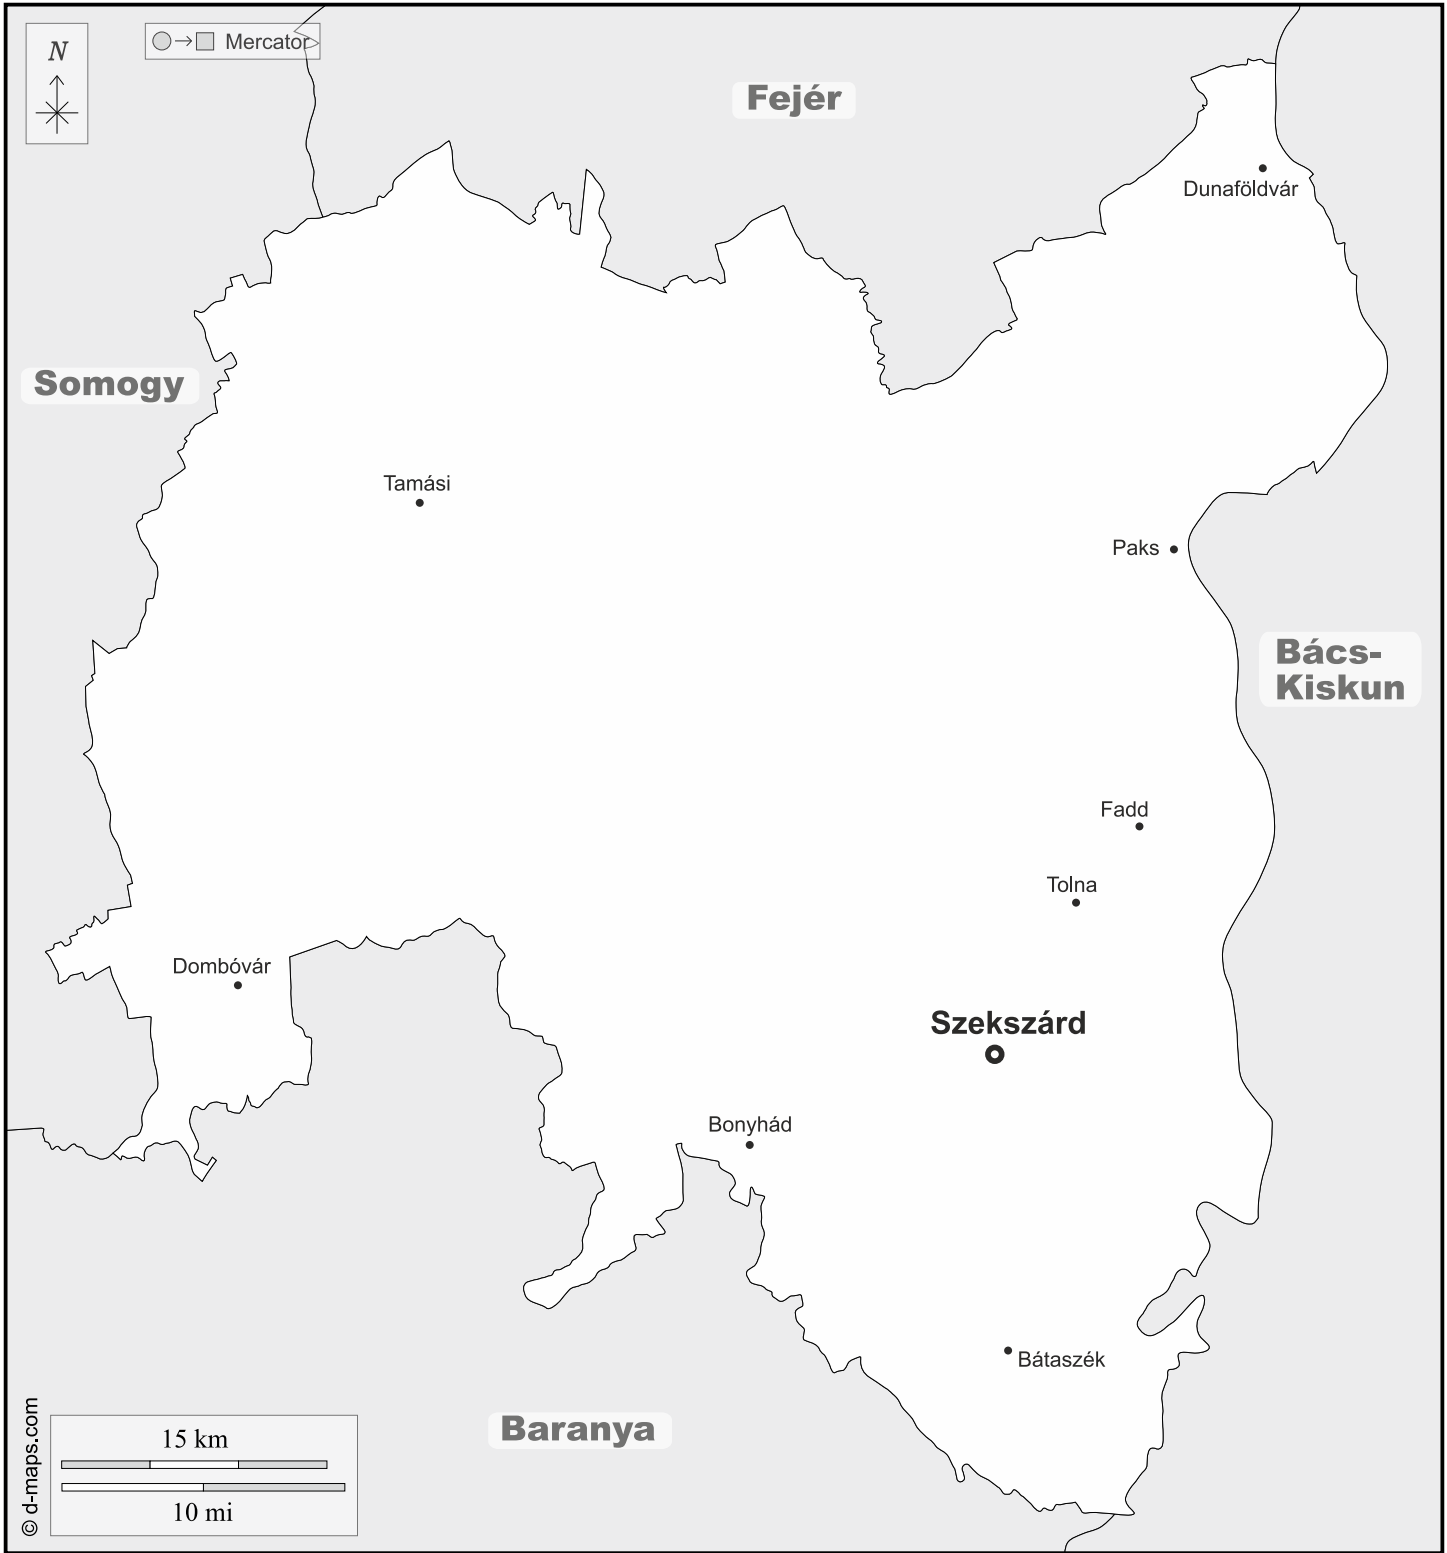 N
Mercator
Fejér
Dunaföldvár
Somogy
Tamási
Paks
Bács-
Kiskun
Fadd
Tolna
Dombóvár
Szekszárd
Bonyhád
Bátaszék
Baranya
15 km
10 mi
© d-maps.com